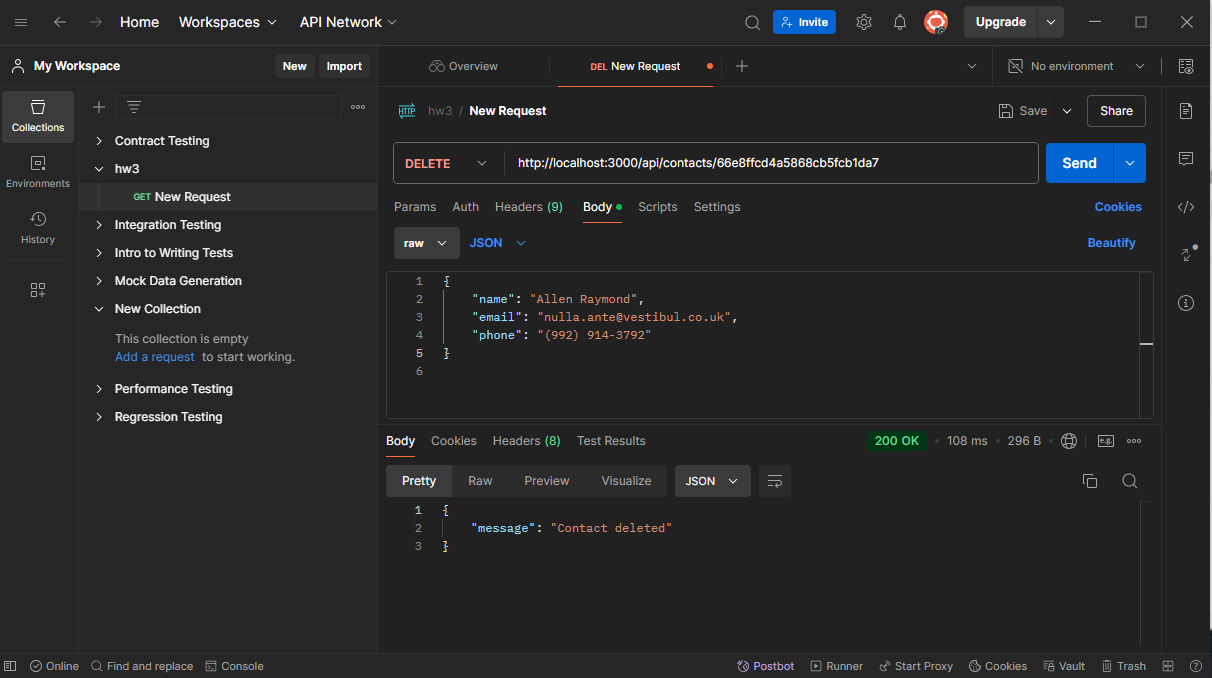 Home Workspaces API Network Invite Upgrade
My Workspace New Import Overview DEL New Request No environment
Collections
Environments
History
Contract Testing
hw3
GET New Request
Integration Testing
Intro to Writing Tests
Mock Data Generation
New Collection
This collection is empty
Add a request to start working.
Performance Testing
Regression Testing
HTTP hw3 / New Request Save Share
DELETE http://localhost:3000/api/contacts/66e8ffcd4a5868cb5fcb1da7 Send
Params Auth Headers (9) Body Scripts Settings Cookies
raw JSON Beautify
1 {
2 "name": "Allen Raymond",
3 "email": "nulla.ante@vestibul.co.uk",
4 "phone": "(992) 914-3792"
5 }
6
Body Cookies Headers (8) Test Results 200 OK 108 ms 296 B e.g.
Pretty Raw Preview Visualize JSON
1 {
2 "message": "Contact deleted"
3 }
Online Find and replace Console Postbot Runner Start Proxy Cookies Vault Trash